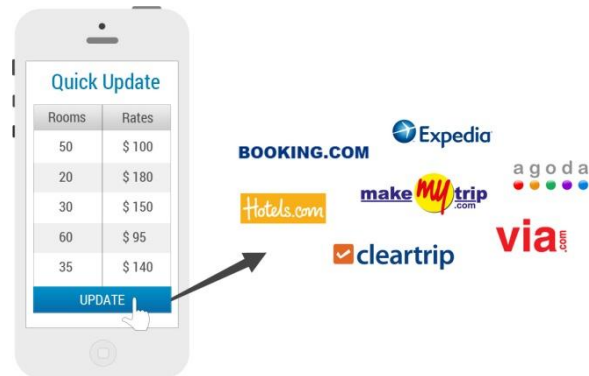 Quick Update
Rooms Rates
50 $ 100
20 $ 180
30 $ 150
60 $ 95
35 $ 140
UPDATE
Expedia
BOOKING.COM
agoda
make my trip .com
Hotels.com
via.com
cleartrip